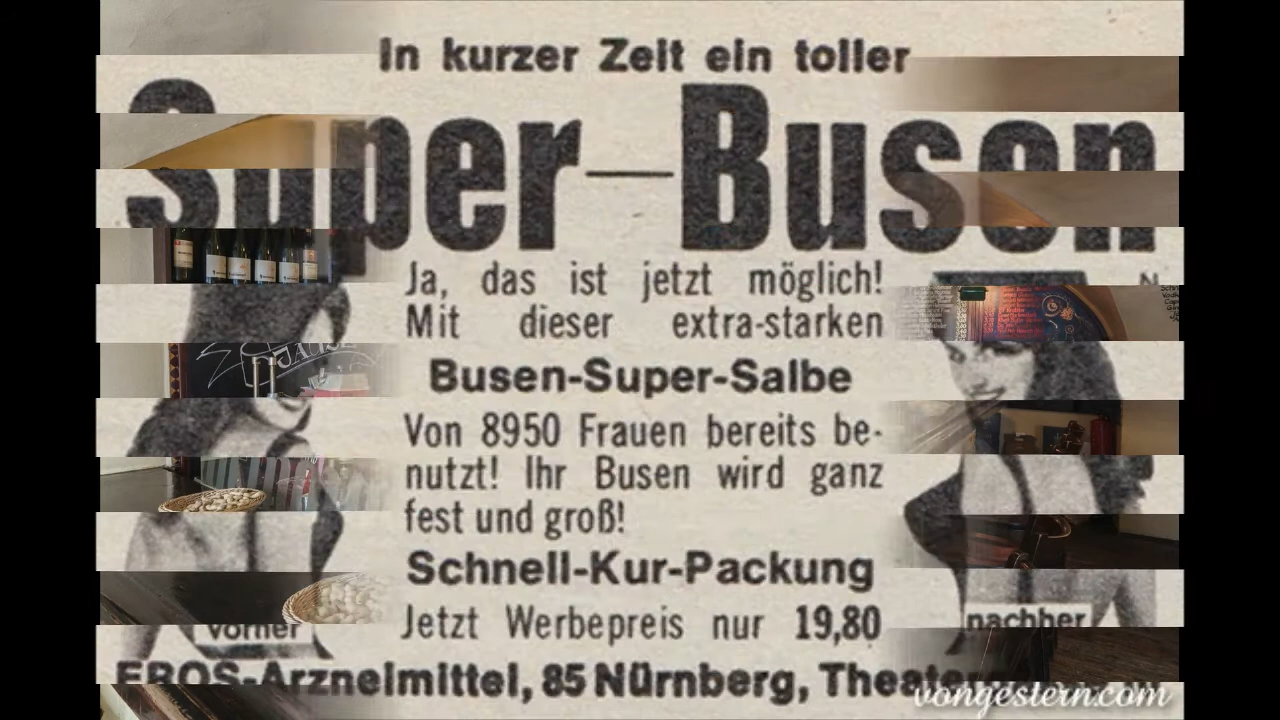 In kurzer Zeit ein toller
Super-Busen
Ja, das ist jetzt möglich!
Mit dieser extra-starken
Busen-Super-Salbe
Von 8950 Frauen bereits be-
nutzt! Ihr Busen wird ganz
fest und groß!
Schnell-Kur-Packung
Jetzt Werbepreis nur 19,80
vorher
nachher
EROS-Arzneimittel, 85 Nürnberg,
vongestern.com